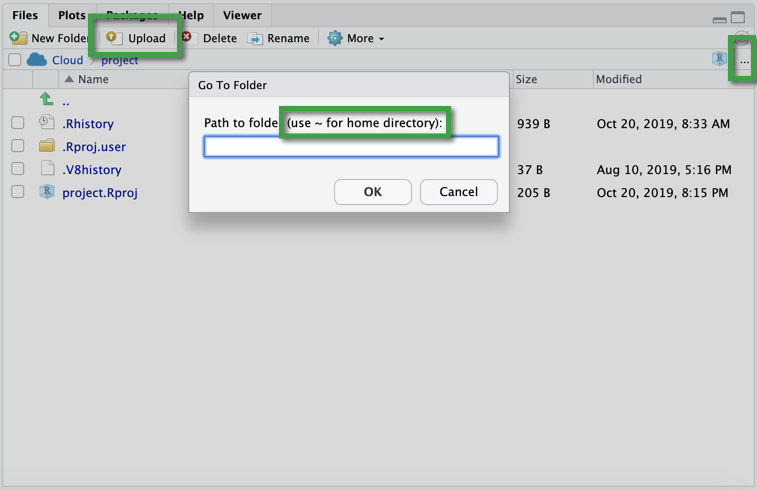 Files Plots Packages Help Viewer
New Folder Upload Delete Rename More
Cloud project R ...
Name Size Modified
..
.Rhistory 939 B Oct 20, 2019, 8:33 AM
.Rproj.user
.V8history 37 B Aug 10, 2019, 5:16 PM
R project.Rproj 205 B Oct 20, 2019, 8:15 PM
Go To Folder
Path to folde (use ~ for home directory):
OK Cancel